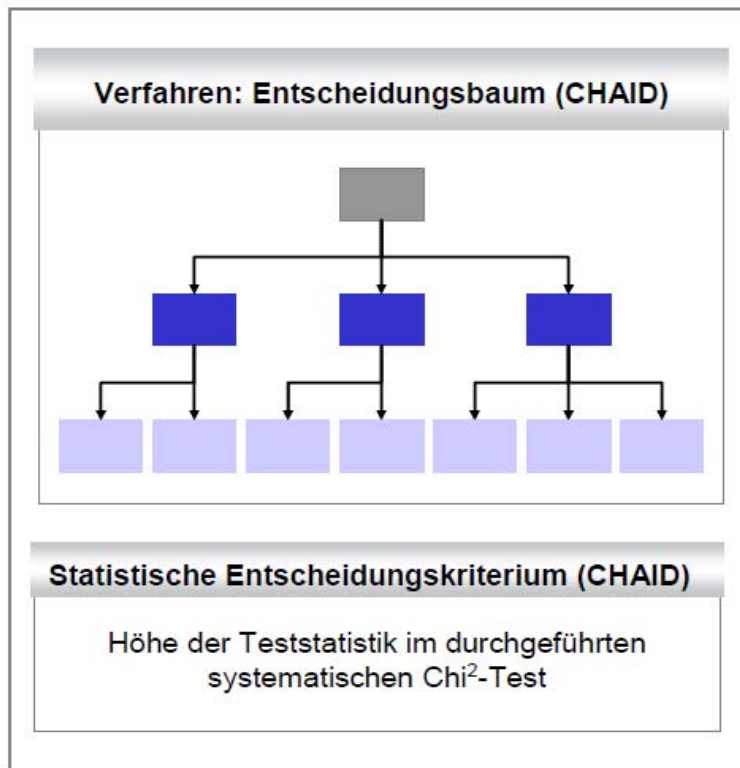 Verfahren: Entscheidungsbaum (CHAID)
Statistische Entscheidungskriterium (CHAID)
Höhe der Teststatistik im durchgeführten
systematischen Chi²-Test